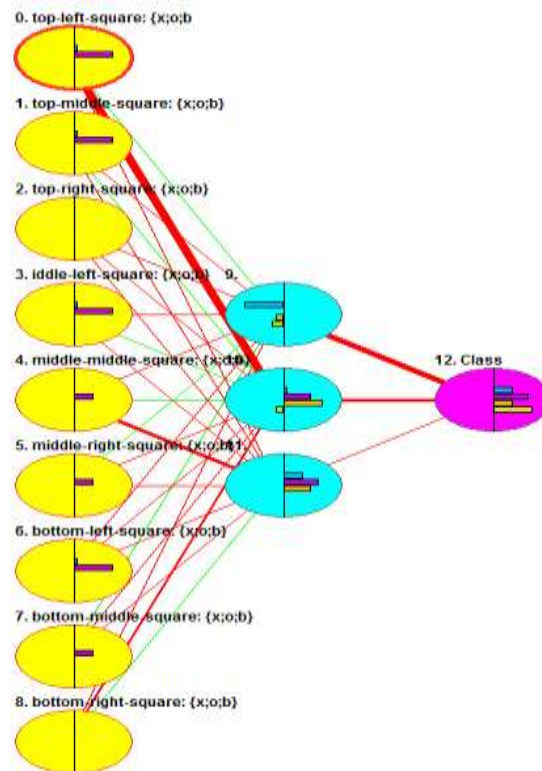 0. top-left-square: {x;o;b
1. top-middle-square: {x;o;b}
2. top-right-square: {x;o;b}
3. iddle-left-square: {x;o;b}
9.
4. middle-middle-square: {x;o;b}
10.
12. Class
5. middle-right-square: {x;o;b}
11.
6. bottom-left-square: {x;o;b}
7. bottom-middle-square: {x;o;b}
8. bottom-right-square: {x;o;b}